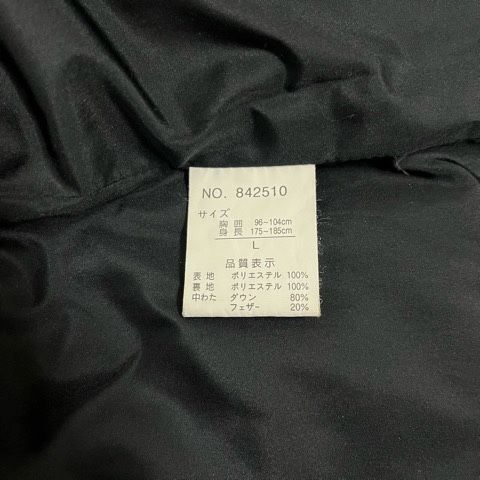 NO. 842510
サイズ
胸 囲 96~104cm
身 長 175~185cm
L
品質表示
表 地 ポリエステル 100%
裏 地 ポリエステル 100%
中わた ダウン 80%
フェザー 20%